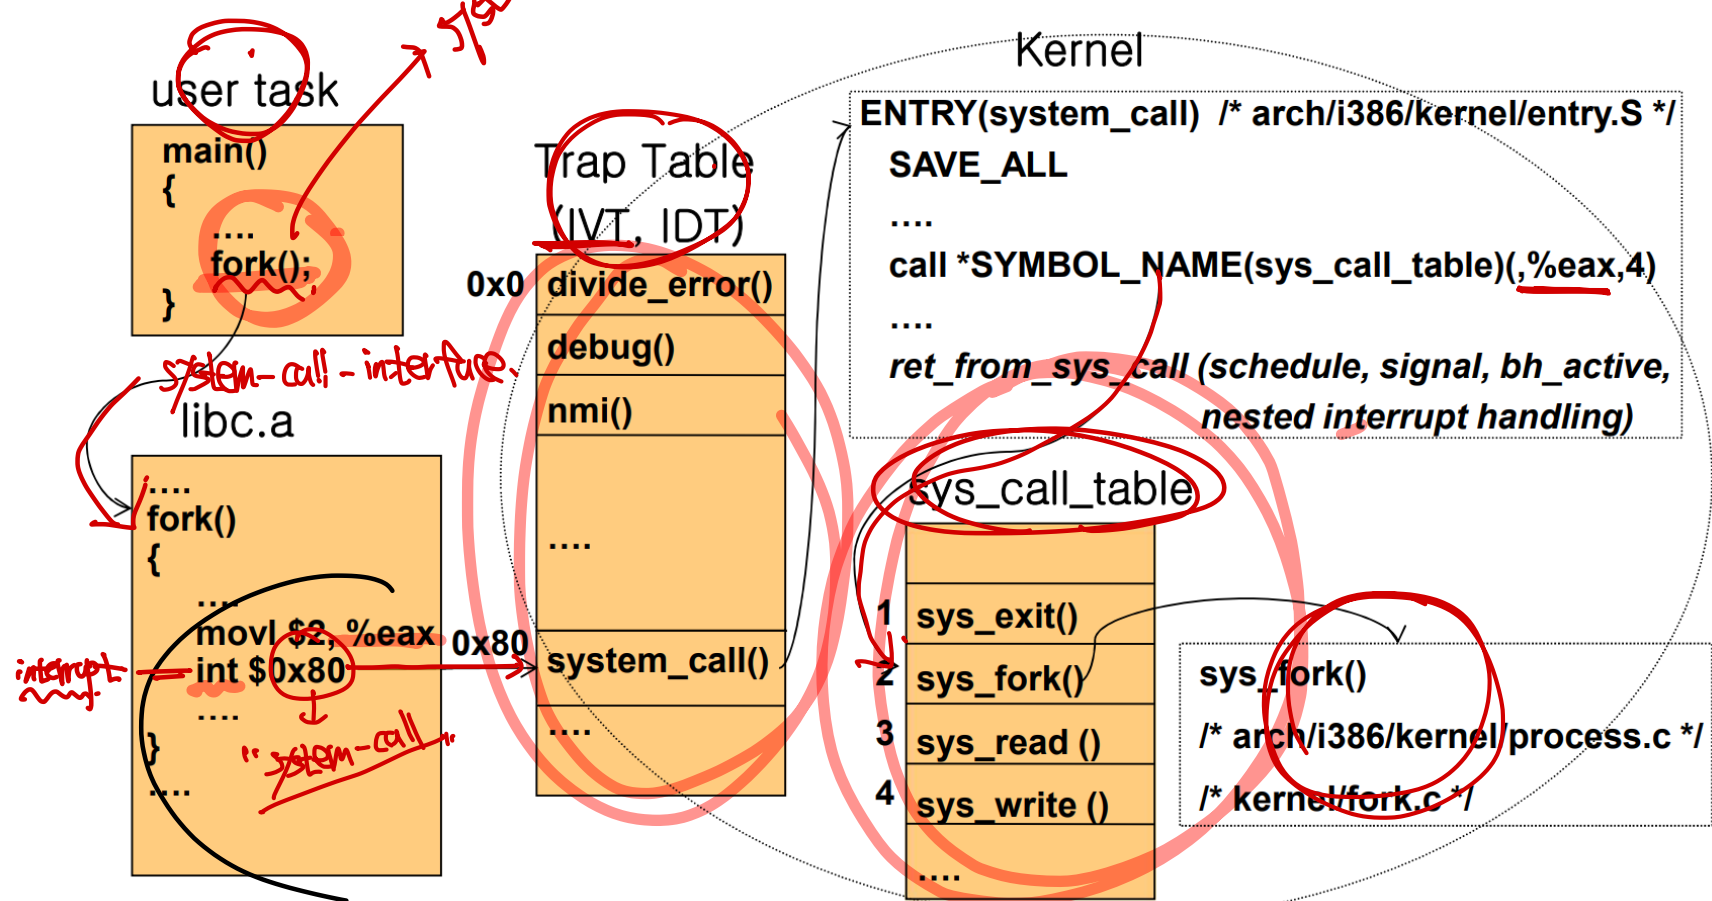 user task
main()
{
....
fork();
}
system-call-interface.
libc.a
....
fork()
{
....
movl $2, %eax
int $0x80
....
}
....
interrupt
"system-call"
Trap Table
(IVT, IDT)
0x0 divide_error()
debug()
nmi()
....
0x80 system_call()
....
Kernel
ENTRY(system_call) /* arch/i386/kernel/entry.S */
SAVE_ALL
....
call *SYMBOL_NAME(sys_call_table)(,%eax,4)
....
ret_from_sys_call (schedule, signal, bh_active,
nested interrupt handling)
sys_call_table
1 sys_exit()
2 sys_fork()
3 sys_read ()
4 sys_write ()
....
sys_fork()
/* arch/i386/kernel/process.c */
/* kernel/fork.c */